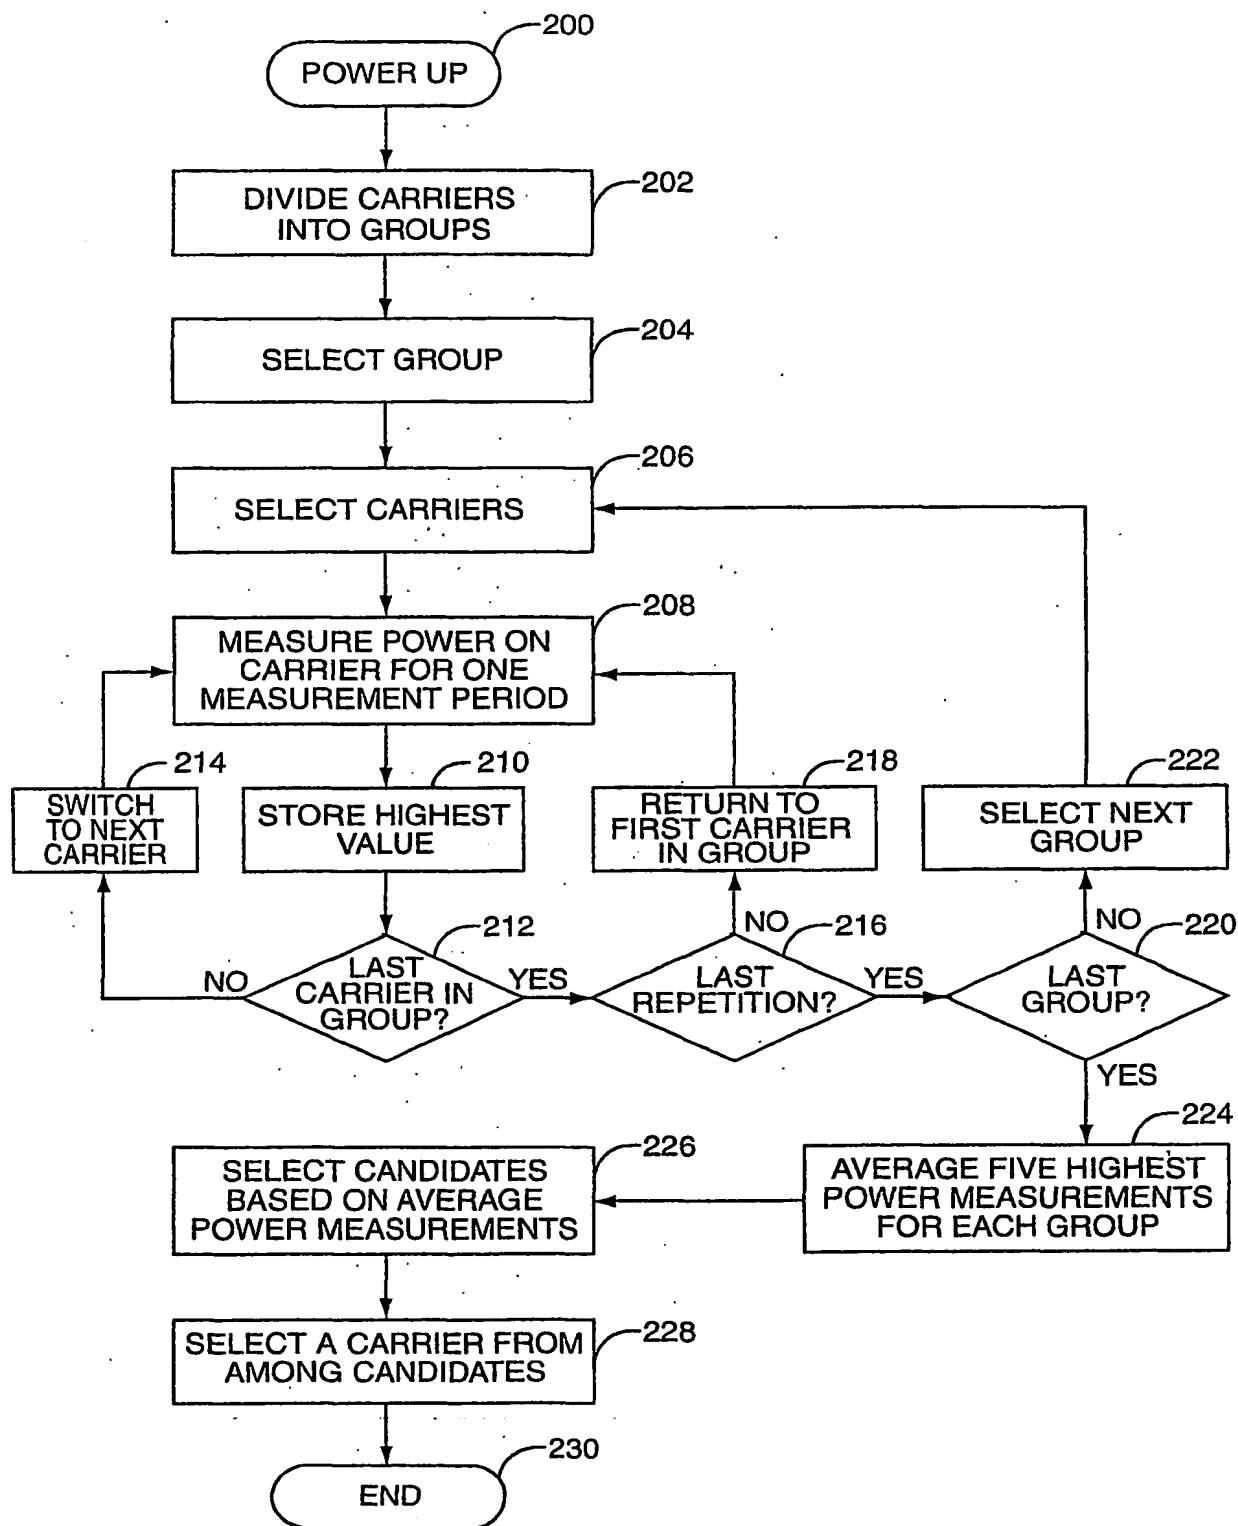 200
POWER UP
202
DIVIDE CARRIERS
INTO GROUPS
204
SELECT GROUP
206
SELECT CARRIERS
208
MEASURE POWER ON
CARRIER FOR ONE
MEASUREMENT PERIOD
214
SWITCH
TO NEXT
CARRIER
210
STORE HIGHEST
VALUE
218
RETURN TO
FIRST CARRIER
IN GROUP
222
SELECT NEXT
GROUP
212
LAST
CARRIER IN
GROUP?
NO
YES
216
LAST
REPETITION?
NO
YES
220
LAST
GROUP?
NO
YES
224
AVERAGE FIVE HIGHEST
POWER MEASUREMENTS
FOR EACH GROUP
226
SELECT CANDIDATES
BASED ON AVERAGE
POWER MEASUREMENTS
228
SELECT A CARRIER FROM
AMONG CANDIDATES
230
END